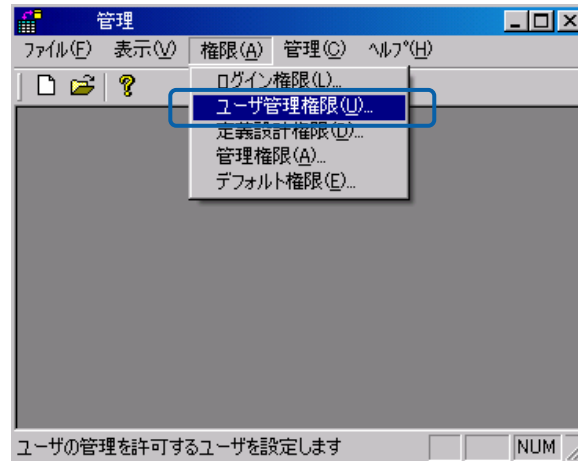 管理
ファイル(F) 表示(V) 権限(A) 管理(C) ヘルプ(H)
ログイン権限(L)...
ユーザ管理権限(U)...
定義設計権限(D)...
管理権限(A)...
デフォルト権限(E)...
ユーザの管理を許可するユーザを設定します NUM